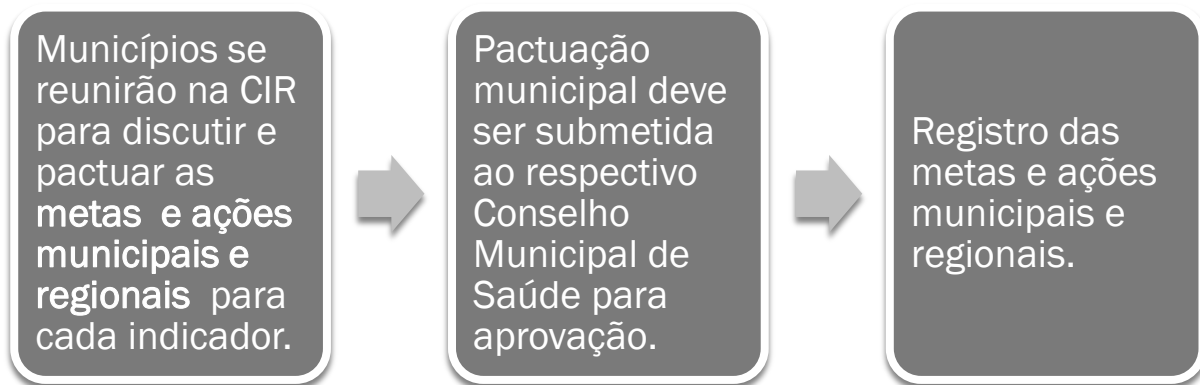 Municípios se
reunirão na CIR
para discutir e
pactuar as
metas e ações
municipais e
regionais para
cada indicador.
Pactuação
municipal deve
ser submetida
ao respectivo
Conselho
Municipal de
Saúde para
aprovação.
Registro das
metas e ações
municipais e
regionais.